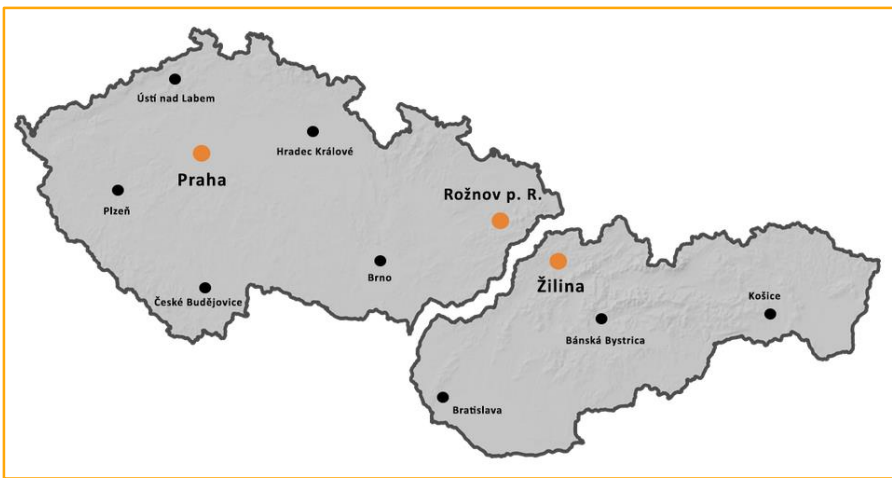 Ústí nad Labem
Hradec Králové
Praha
Plzeň
Rožnov p. R.
Brno
České Budějovice
Žilina
Košice
Bánská Bystrica
Bratislava